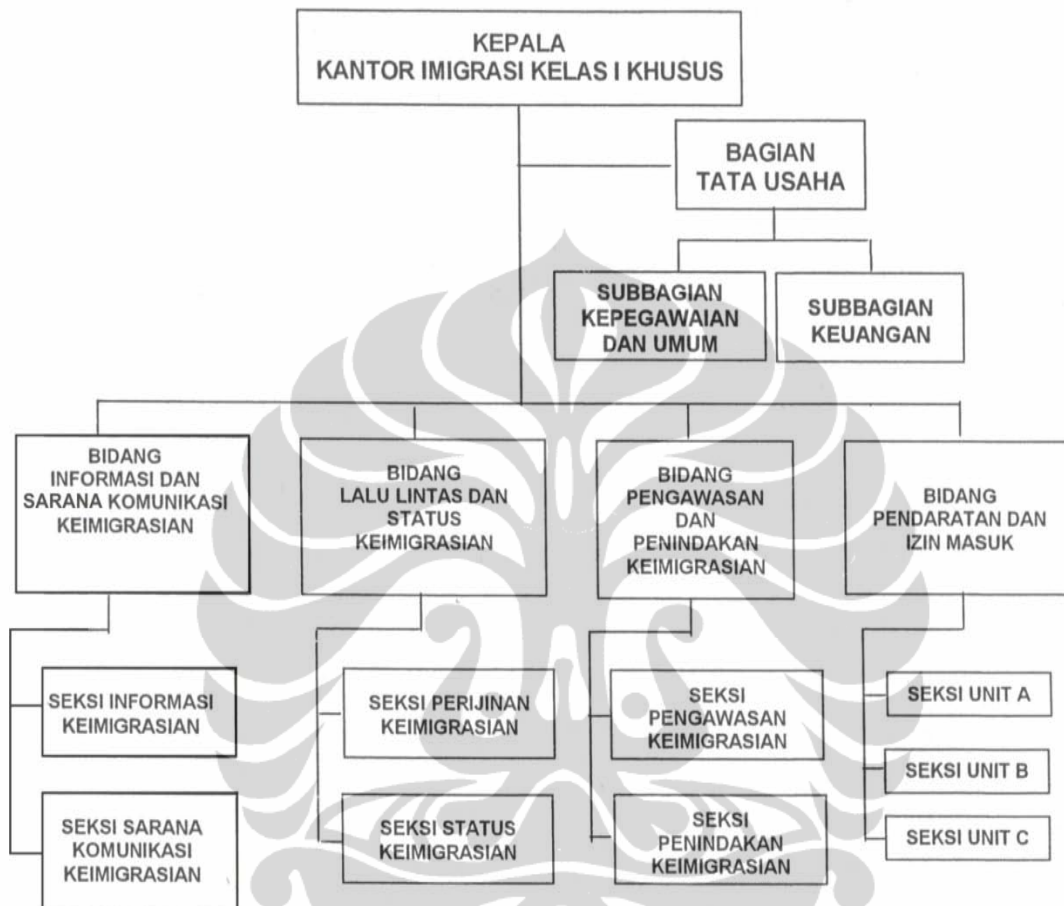 KEPALA
KANTOR IMIGRASI KELAS I KHUSUS
BAGIAN
TATA USAHA
SUBBAGIAN
KEPEGAWAIAN
DAN UMUM
SUBBAGIAN
KEUANGAN
BIDANG
INFORMASI DAN
SARANA KOMUNIKASI
KEIMIGRASIAN
BIDANG
LALU LINTAS DAN
STATUS
KEIMIGRASIAN
BIDANG
PENGAWASAN
DAN
PENINDAKAN
KEIMIGRASIAN
BIDANG
PENDARATAN DAN
IZIN MASUK
SEKSI INFORMASI
KEIMIGRASIAN
SEKSI SARANA
KOMUNIKASI
KEIMIGRASIAN
SEKSI PERIJINAN
KEIMIGRASIAN
SEKSI STATUS
KEIMIGRASIAN
SEKSI
PENGAWASAN
KEIMIGRASIAN
SEKSI
PENINDAKAN
KEIMIGRASIAN
SEKSI UNIT A
SEKSI UNIT B
SEKSI UNIT C